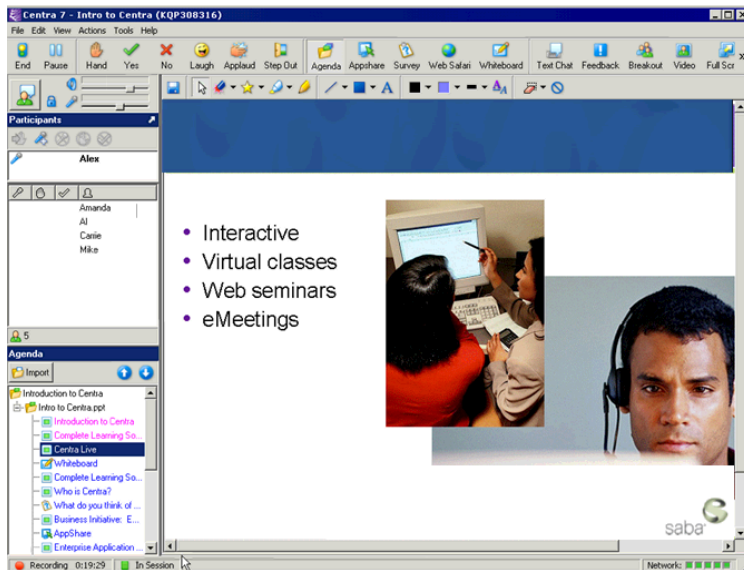 Centra 7 - Intro to Centra (KQP308316)
File Edit View Actions Tools Help
End Pause Hand Yes No Laugh Applaud Step Out Agenda Appshare Survey Web Safari Whiteboard Text Chat Feedback Breakout Video Full Scr
Participants
Alex
Amanda
Al
Carrie
Mike
5
Agenda
Import
Introduction to Centra
Intro to Centra.ppt
Introduction to Centra
Complete Learning So...
Centra Live
Whiteboard
Complete Learning So...
Who is Centra?
What do you think of ...
Business Initiative: E...
AppShare
Enterprise Application ...
• Interactive
• Virtual classes
• Web seminars
• eMeetings
saba
Recording 0:19:29 In Session Network: